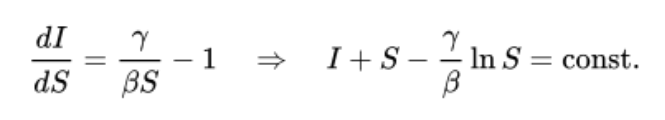 dI/dS = γ/(βS) − 1 ⇒ I + S − γ/β ln S = const.